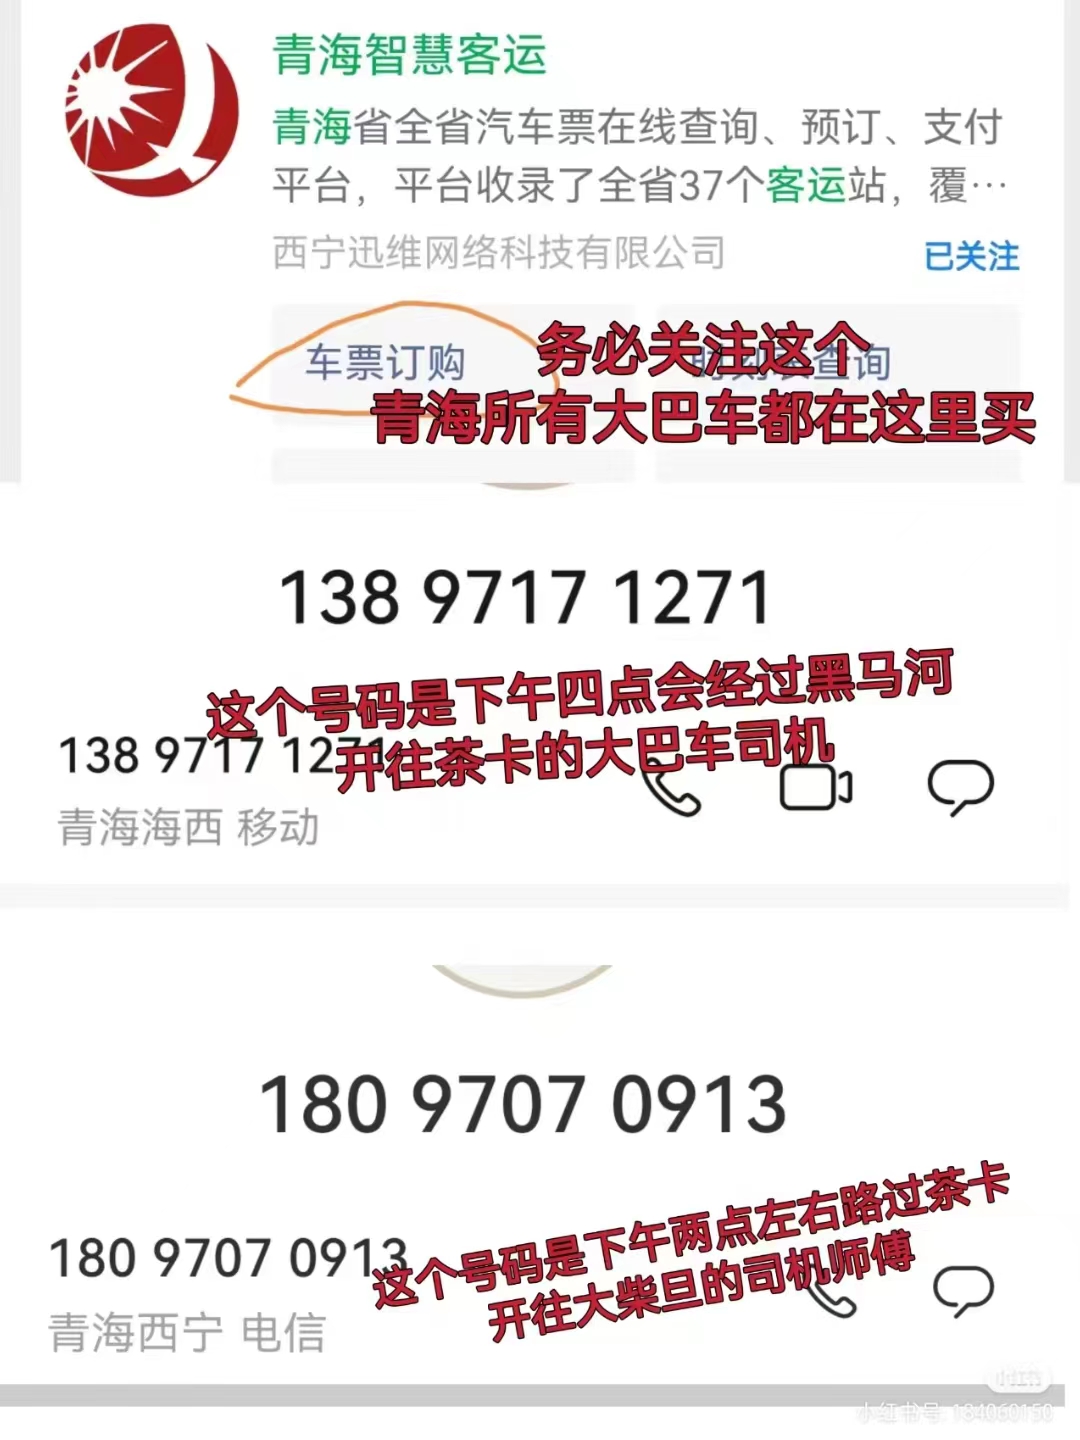 青海智慧客运
青海省全省汽车票在线查询、预订、支付
平台，平台收录了全省37个客运站，覆…
西宁迅维网络科技有限公司
已关注
车票订购
时刻表查询
务必关注这个
青海所有大巴车都在这里买
138 9717 1271
这个号码是下午四点会经过黑马河
开往茶卡的大巴车司机
138 9717 1271
青海海西 移动
180 9707 0913
这个号码是下午两点左右路过茶卡
开往大柴旦的司机师傅
180 9707 0913
青海西宁 电信
小红书
小红书号: 184060150